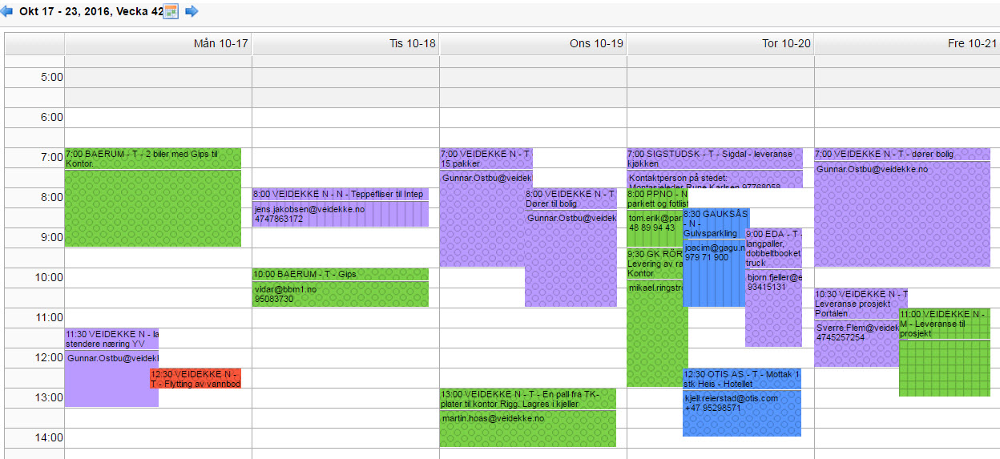 Okt 17 - 23, 2016, Vecka 42
Mån 10-17
Tis 10-18
Ons 10-19
Tor 10-20
Fre 10-21
5:00
6:00
7:00
8:00
9:00
10:00
11:00
12:00
13:00
14:00
7:00 BAERUM - T - 2 biler med Gips til
Kontor.
11:30 VEIDEKKE N - la
stendere næring YV
Gunnar.Ostbu@veidekk
12:30 VEIDEKKE N -
T - Flytting av vannbod
8:00 VEIDEKKE N - N - Teppefliser til Intep
jens.jakobsen@veidekke.no
4747863172
10:00 BAERUM - T - Gips
vidar@bbm1.no
95083730
7:00 VEIDEKKE N - T
15 pakker
Gunnar.Ostbu@veidek
8:00 VEIDEKKE N - T
Dører til bolig
Gunnar.Ostbu@veidek
13:00 VEIDEKKE N - T - En pall fra TK-
plater til kontor Rigg. Lagres i kjeller
martin.hoas@veidekke.no
7:00 SIGSTUDSK - T - Sigdal - leveranse
kjøkken
Kontaktperson på stedet:
Montasjeleder Rune Karlsen 97768058
8:00 PPNO - N
parkett og fotlist
tom.erik@par
48 89 94 43
8:30 GAUKSÅS
- N -
Gulvsparkling
joacim@gagu.n
979 71 900
9:00 EDA - T -
langpaller,
dobbeltbooket
truck
bjorn.fjeller@e
93415131
9:30 GK RÖR
Levering av ra
Kontor
mikael.ringstr
12:30 OTIS AS - T - Mottak 1
stk Heis - Hotellet
kjell.reierstad@otis.com
+47 95298571
7:00 VEIDEKKE N - T - dører bolig
Gunnar.Ostbu@veidekke.no
10:30 VEIDEKKE N - T
Leveranse prosjekt
Portalen
Sverre.Flem@veidek
4745257254
11:00 VEIDEKKE N -
M - Leveranse til
prosjekt